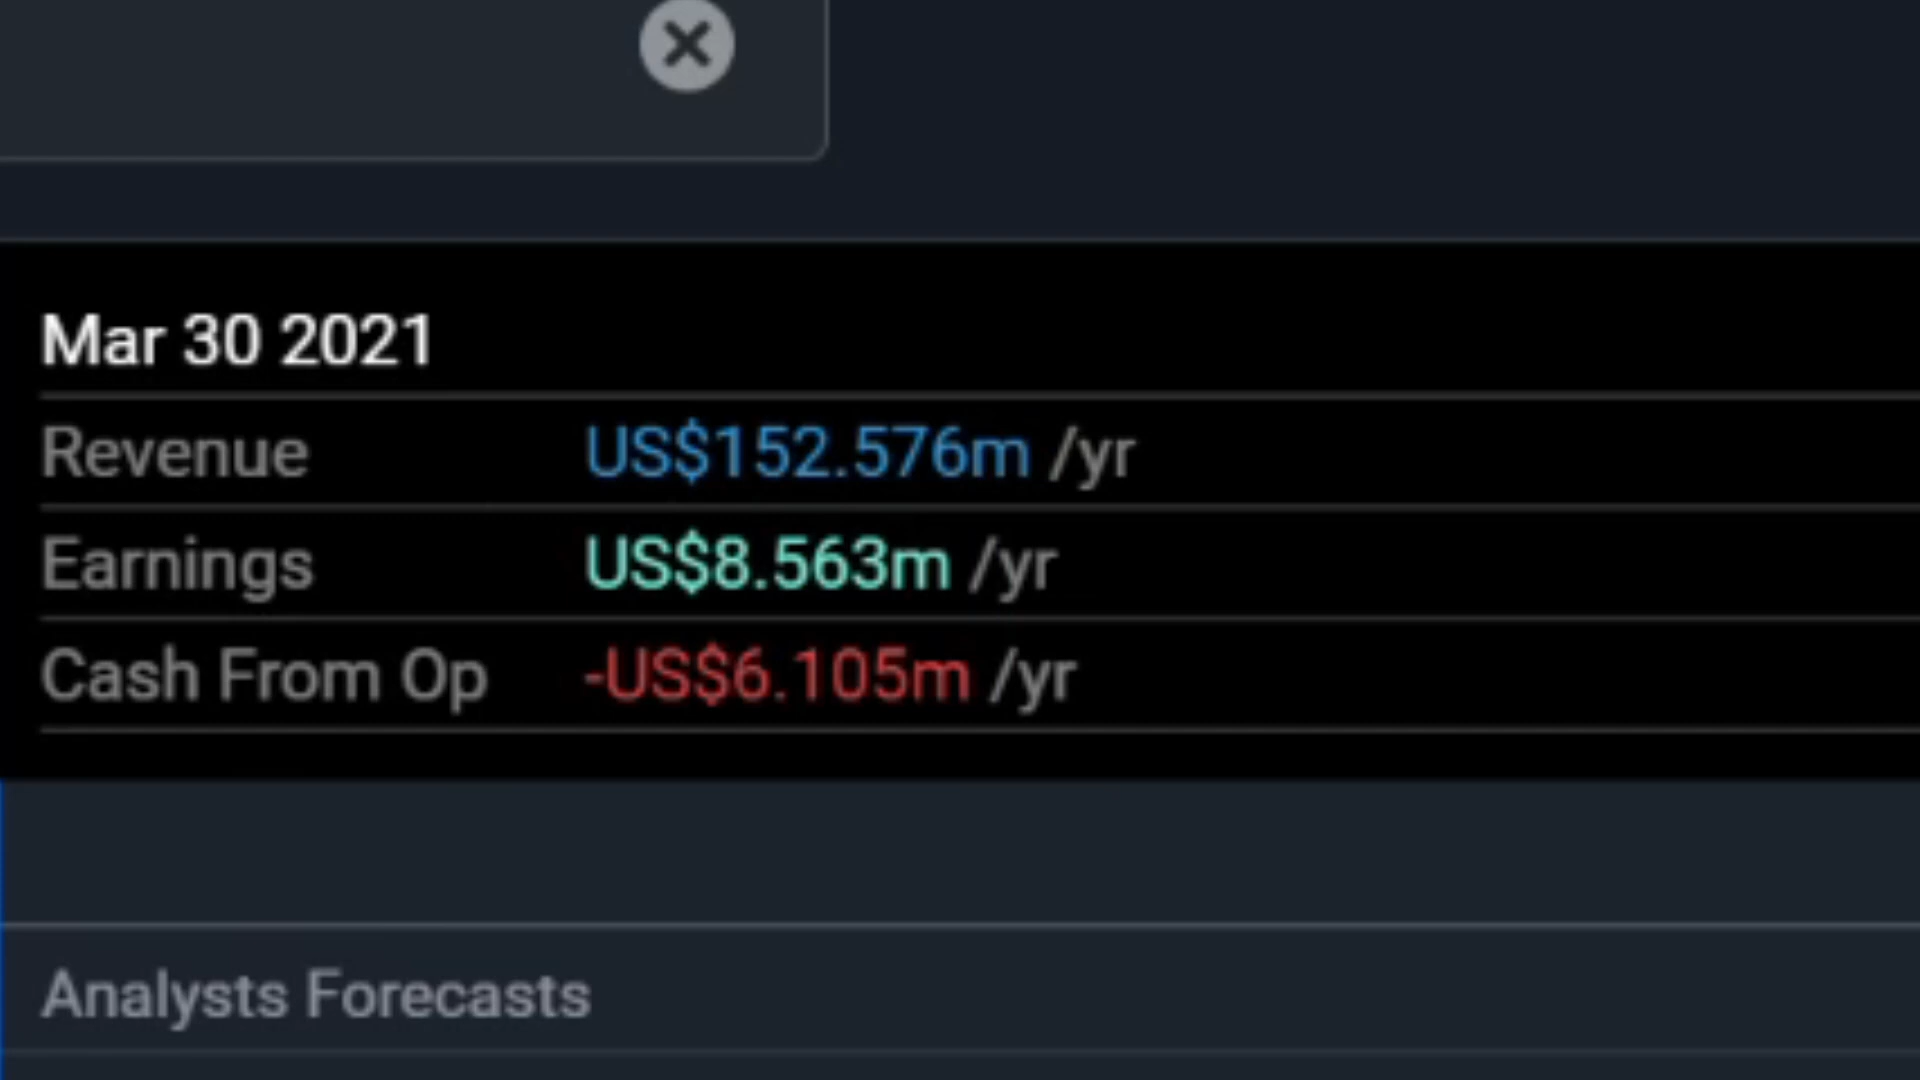 Mar 30 2021
Revenue US$152.576m /yr
Earnings US$8.563m /yr
Cash From Op -US$6.105m /yr
Analysts Forecasts